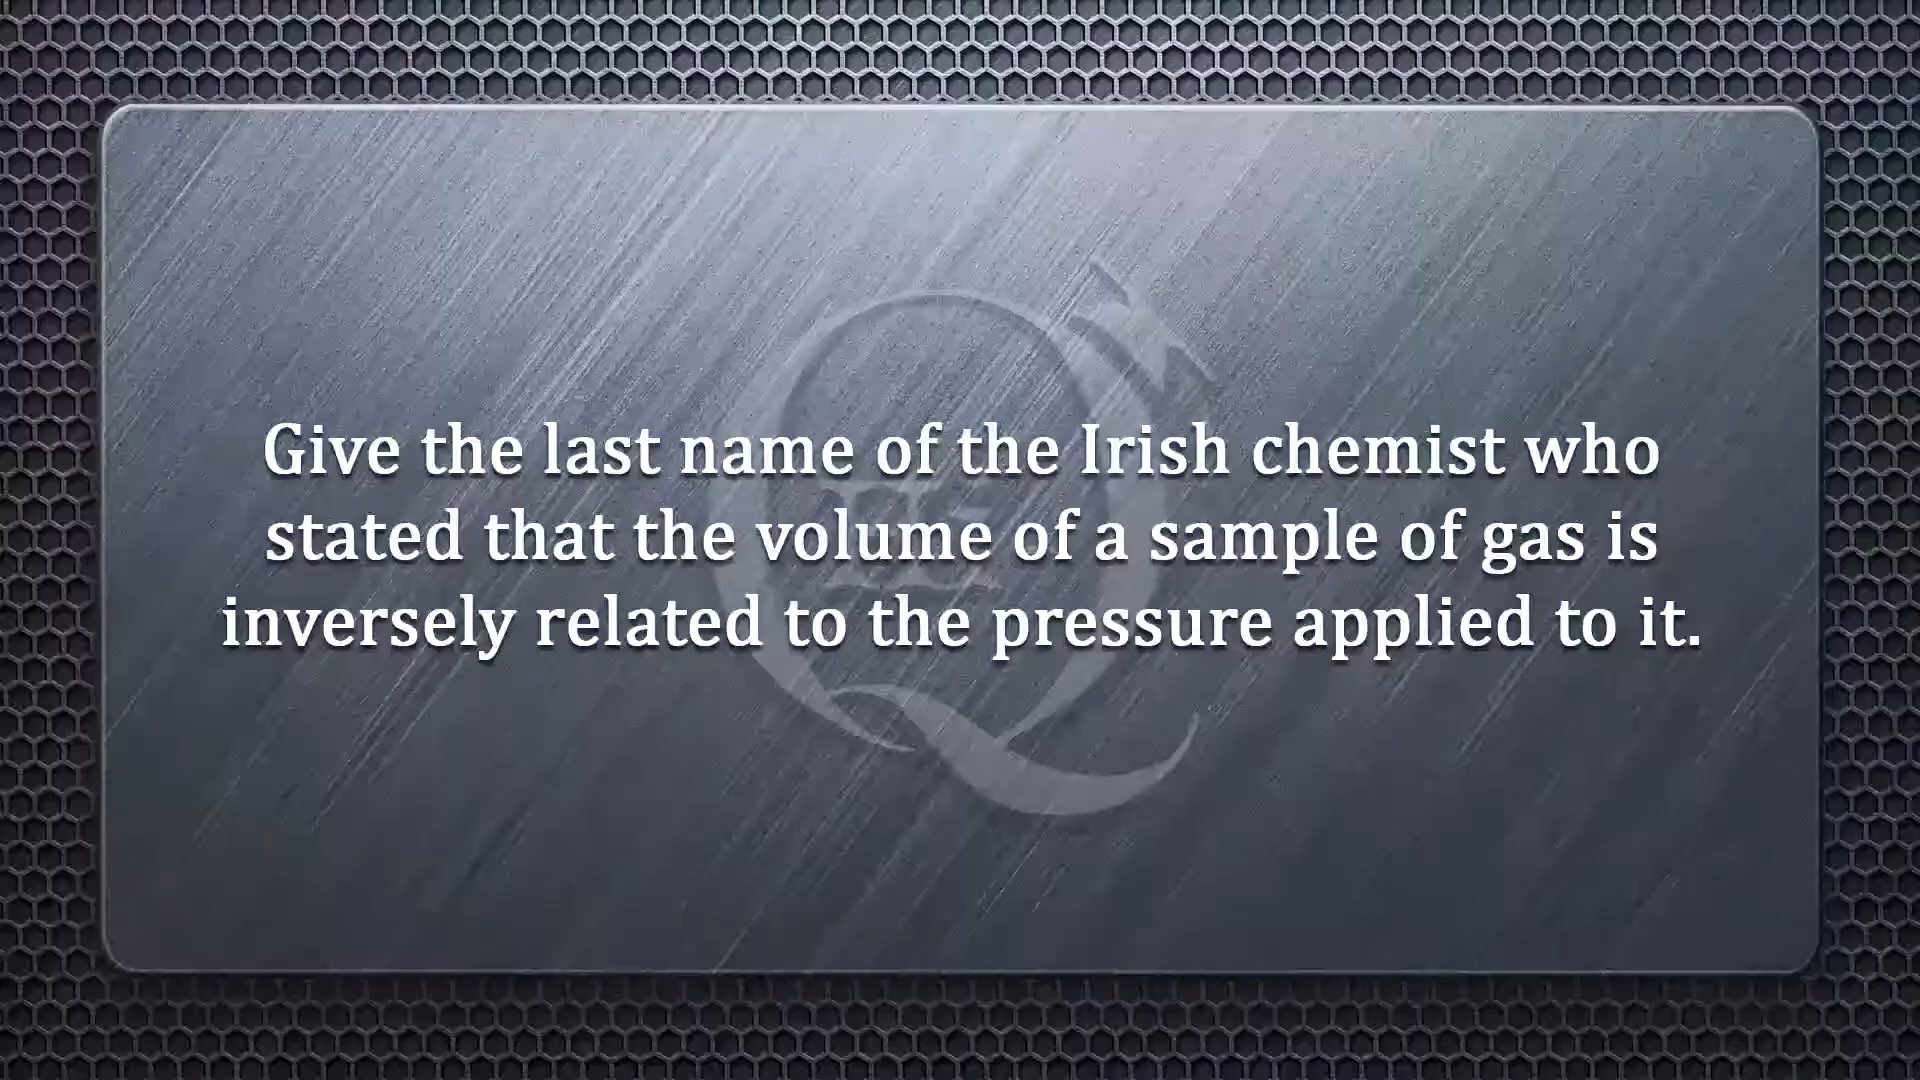 Give the last name of the Irish chemist who
stated that the volume of a sample of gas is
inversely related to the pressure applied to it.